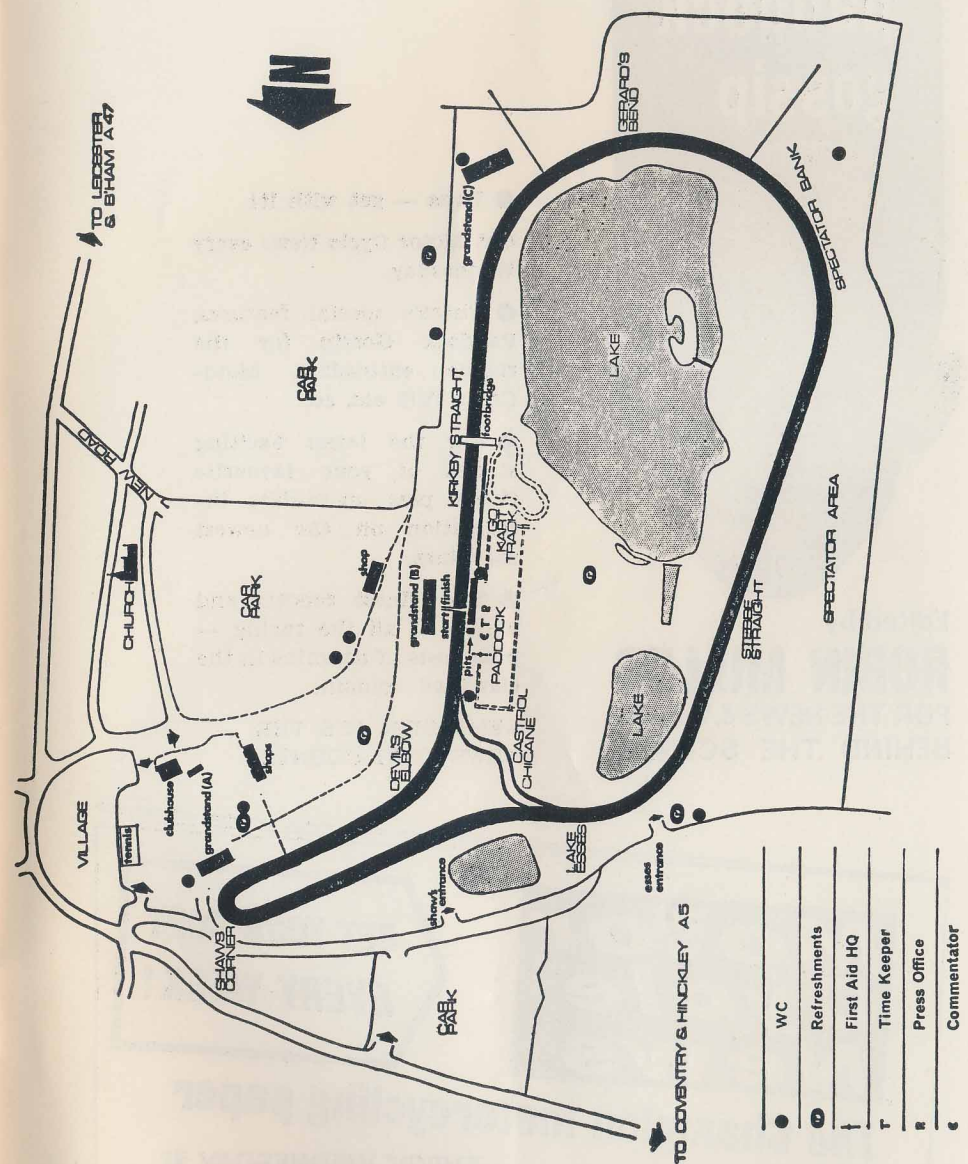 TO LEICESTER
& B'HAM A47
N
NEW ROAD
CHURCH
CAR
PARK
CAR
PARK
VILLAGE
tennis
clubhouse
grandstand (A)
shops
shop
grandstand (B)
grandstand (C)
start finish
KIRKBY STRAIGHT
footbridge
GERARD'S
BEND
SPECTATOR BANK
SPECTATOR AREA
LAKE
GO
KART
TRACK
pits
PADDOCK
CASTROL
CHICANE
DEVIL'S
ELBOW
SHAWS
CORNER
shaw's
entrance
LAKE
ESSES
esses
entrance
LAKE
STEBBE
STRAIGHT
CAR
PARK
TO COVENTRY & HINCKLEY A5
WC
Refreshments
First Aid HQ
T Time Keeper
R Press Office
C Commentator